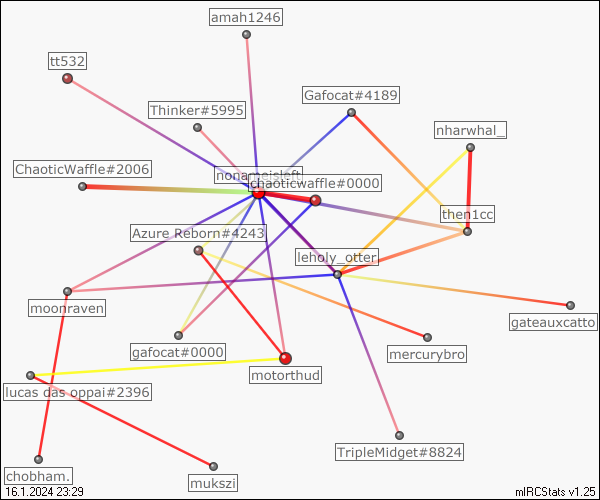 amah1246
tt532
Gafocat#4189
Thinker#5995
nharwhal_
ChaoticWaffle#2006
nonameisleft
chaoticwaffle#0000
then1cc
Azure Reborn#4243
leholy_otter
moonraven
gateauxcatto
gafocat#0000
mercurybro
motorthud
lucas das oppai#2396
TripleMidget#8824
chobham.
mukszi
16.1.2024 23:29
mIRCStats v1.25